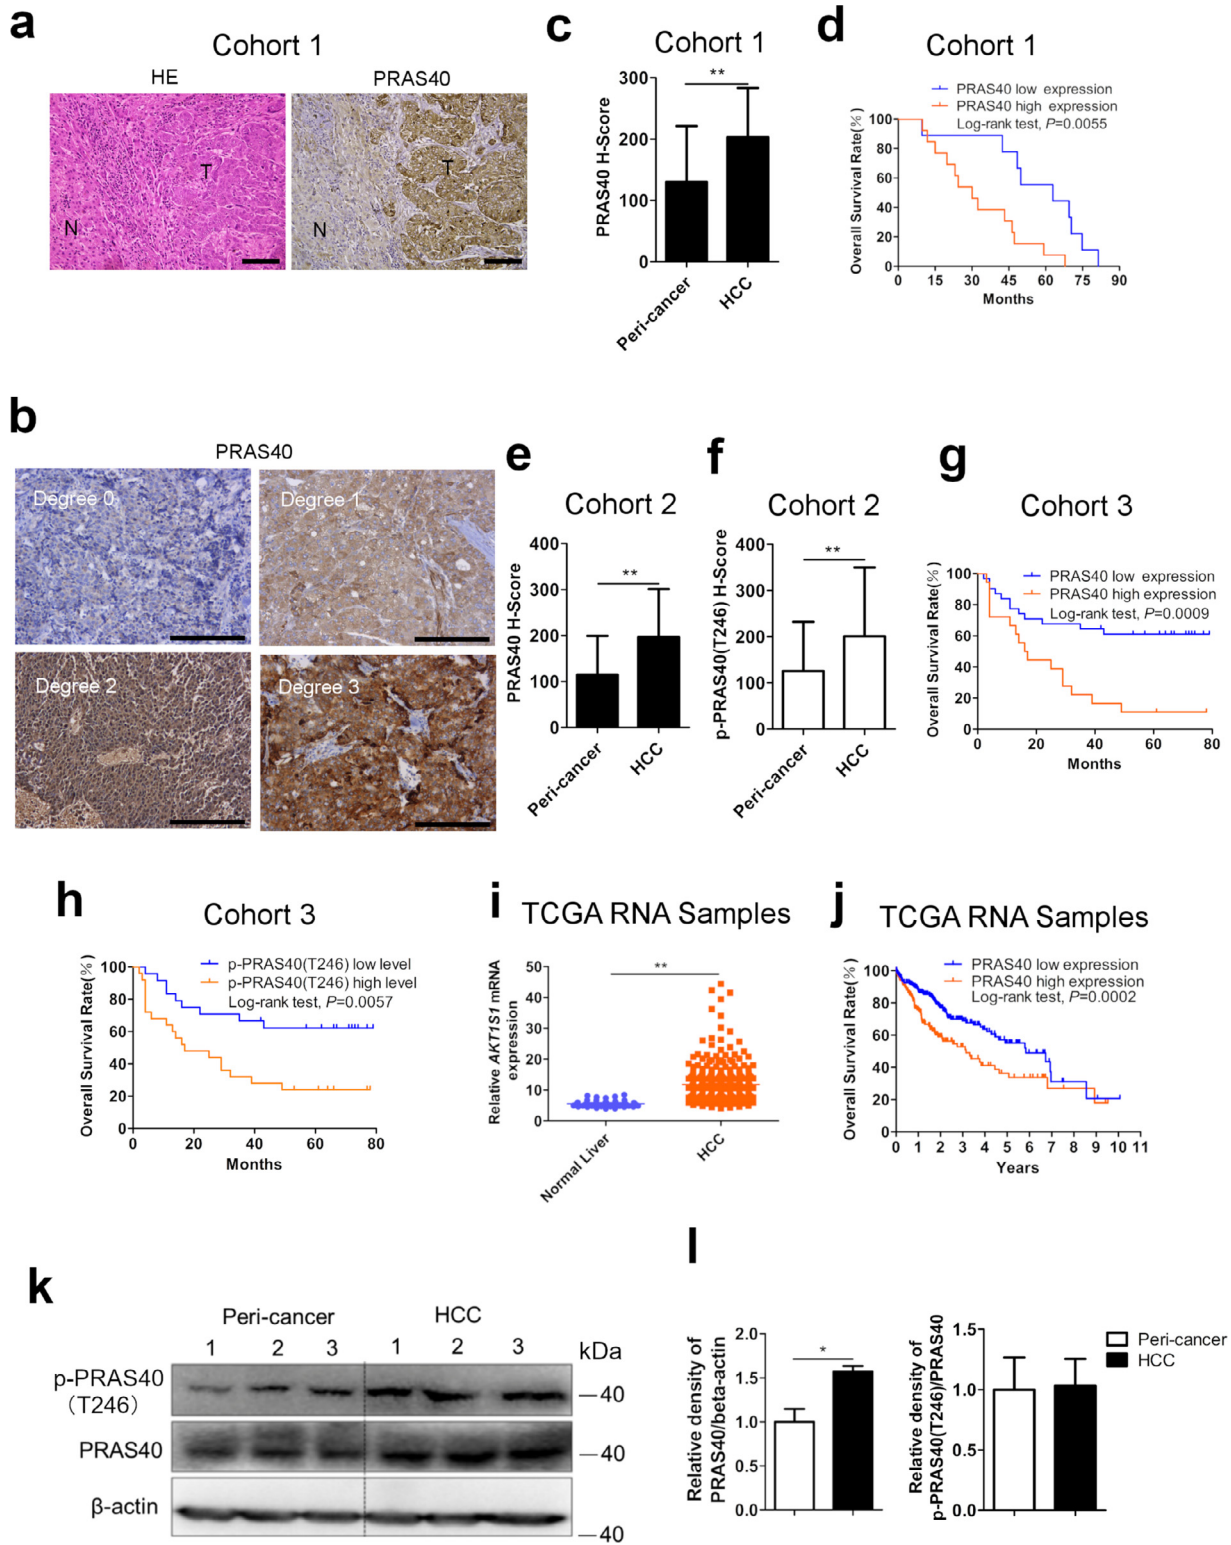 a
Cohort 1
HE
PRAS40
N
T
N
T
c
Cohort 1
PRAS40 H-Score
300
200
100
0
**
Peri-cancer
HCC
d
Cohort 1
PRAS40 low expression
PRAS40 high expression
Log-rank test, P=0.0055
Overall Survival Rate(%)
100
80
60
40
20
0
0 15 30 45 60 75 90
Months
b
PRAS40
Degree 0
Degree 1
Degree 2
Degree 3
e
Cohort 2
PRAS40 H-Score
400
300
200
100
0
**
Peri-cancer
HCC
f
Cohort 2
p-PRAS40(T246) H-Score
400
300
200
100
0
**
Peri-cancer
HCC
g
Cohort 3
PRAS40 low expression
PRAS40 high expression
Log-rank test, P=0.0009
Overall Survival Rate(%)
100
80
60
40
20
0
0 20 40 60 80
Months
h
Cohort 3
p-PRAS40(T246) low level
p-PRAS40(T246) high level
Log-rank test, P=0.0057
Overall Survival Rate(%)
100
80
60
40
20
0
0 20 40 60 80
Months
i
TCGA RNA Samples
Relative AKT1S1 mRNA
expression
50
40
30
20
10
0
**
Normal Liver
HCC
j
TCGA RNA Samples
PRAS40 low expression
PRAS40 high expression
Log-rank test, P=0.0002
Overall Survival Rate(%)
100
80
60
40
20
0
0 1 2 3 4 5 6 7 8 9 10 11
Years
k
Peri-cancer HCC
1 2 3 1 2 3 kDa
p-PRAS40
(T246)
40
PRAS40
40
β-actin
40
l
Relative density of
PRAS40/beta-actin
2.0
1.5
1.0
0.5
0.0
*
Relative density of
p-PRAS40(T246)/PRAS40
1.5
1.0
0.5
0.0
Peri-cancer
HCC